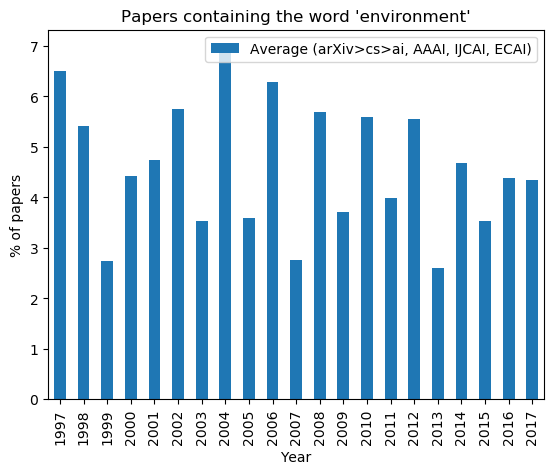 Papers containing the word 'environment'
Average (arXiv>cs>ai, AAAI, IJCAI, ECAI)
% of papers
7
6
5
4
3
2
1
0
1997 1998 1999 2000 2001 2002 2003 2004 2005 2006 2007 2008 2009 2010 2011 2012 2013 2014 2015 2016 2017
Year